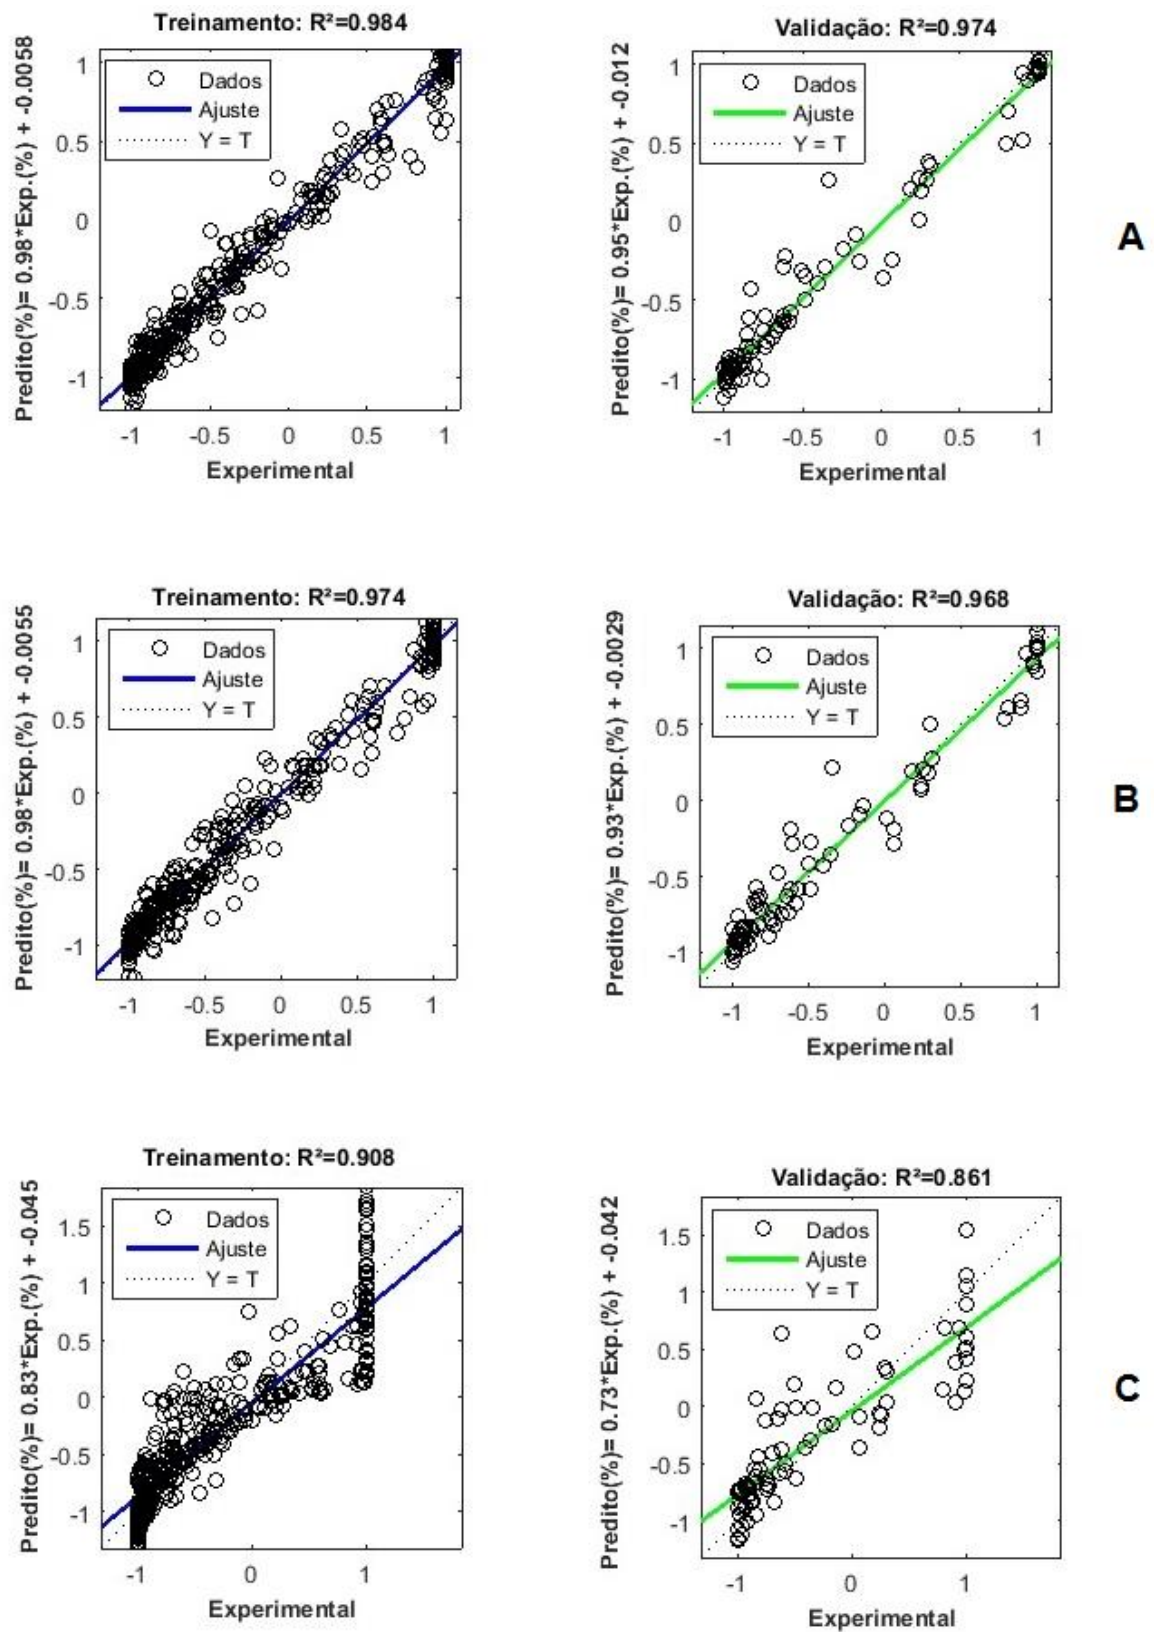 Treinamento: R²=0.984
Predito(%)= 0.98*Exp.(%) + -0.0058
Dados
Ajuste
Y = T
1
0.5
0
-0.5
-1
-1 -0.5 0 0.5 1
Experimental
Validação: R²=0.974
Predito(%)= 0.95*Exp.(%) + -0.012
Dados
Ajuste
Y = T
1
0.5
0
-0.5
-1
-1 -0.5 0 0.5 1
Experimental
A
Treinamento: R²=0.974
Predito(%)= 0.98*Exp.(%) + -0.0055
Dados
Ajuste
Y = T
1
0.5
0
-0.5
-1
-1 -0.5 0 0.5 1
Experimental
Validação: R²=0.968
Predito(%)= 0.93*Exp.(%) + -0.0029
Dados
Ajuste
Y = T
1
0.5
0
-0.5
-1
-1 -0.5 0 0.5 1
Experimental
B
Treinamento: R²=0.908
Predito(%)= 0.83*Exp.(%) + -0.045
Dados
Ajuste
Y = T
1.5
1
0.5
0
-0.5
-1
-1 0 1
Experimental
Validação: R²=0.861
Predito(%)= 0.73*Exp.(%) + -0.042
Dados
Ajuste
Y = T
1.5
1
0.5
0
-0.5
-1
-1 0 1
Experimental
C